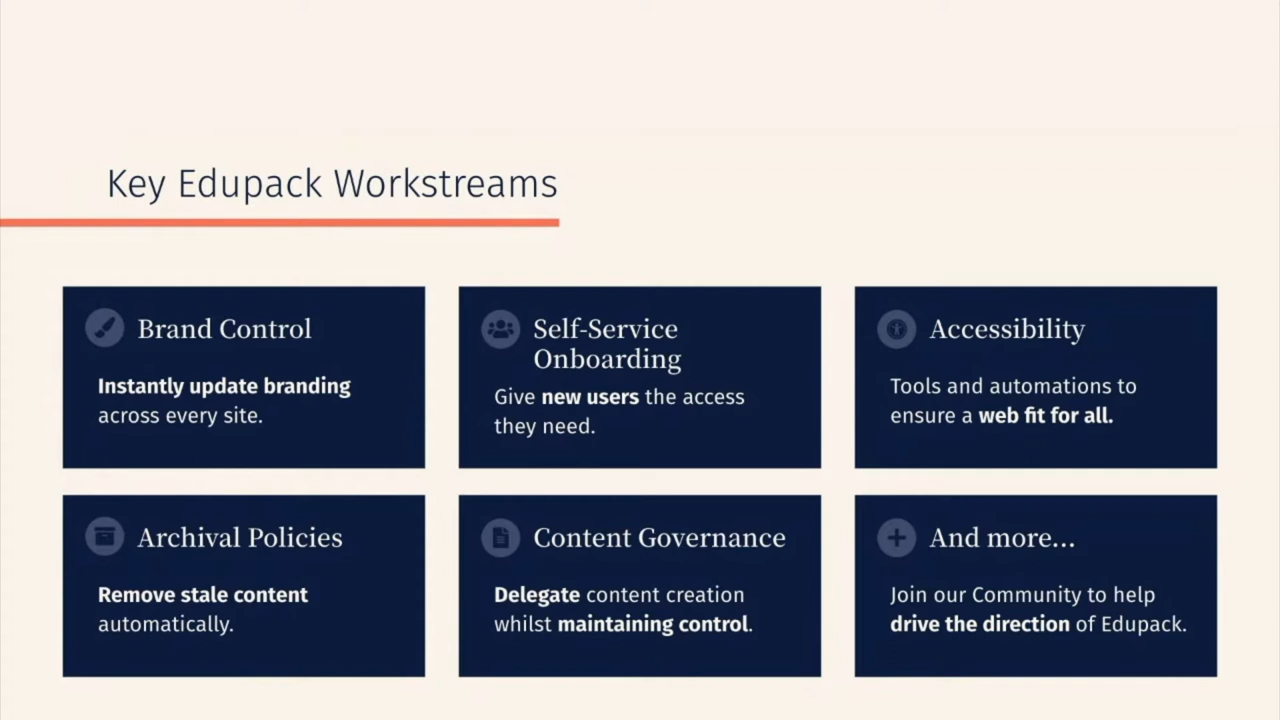 Key Edupack Workstreams
Brand Control
Instantly update branding
across every site.
Self-Service
Onboarding
Give new users the access
they need.
Accessibility
Tools and automations to
ensure a web fit for all.
Archival Policies
Remove stale content
automatically.
Content Governance
Delegate content creation
whilst maintaining control.
And more...
Join our Community to help
drive the direction of Edupack.